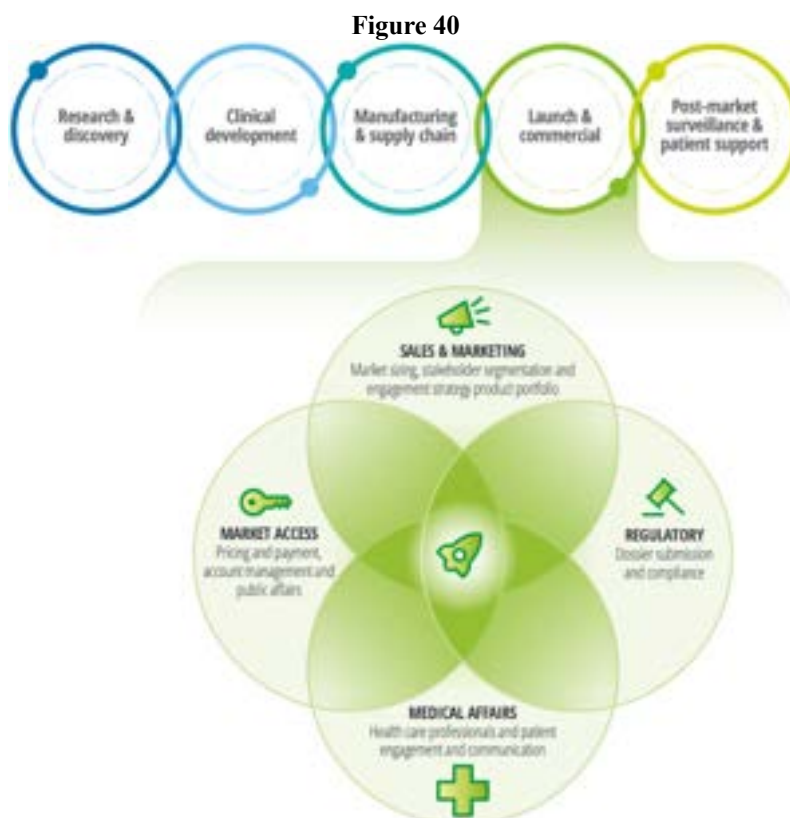 Figure 40
Research &
discovery
Clinical
development
Manufacturing
& supply chain
Launch &
commercial
Post-market
surveillance &
patient support
SALES & MARKETING
Market sizing, stakeholder segmentation and
engagement strategy product portfolio
MARKET ACCESS
Pricing and payment,
account management and
public affairs
REGULATORY
Dossier submission
and compliance
MEDICAL AFFAIRS
Health care professionals and patient
engagement and communication